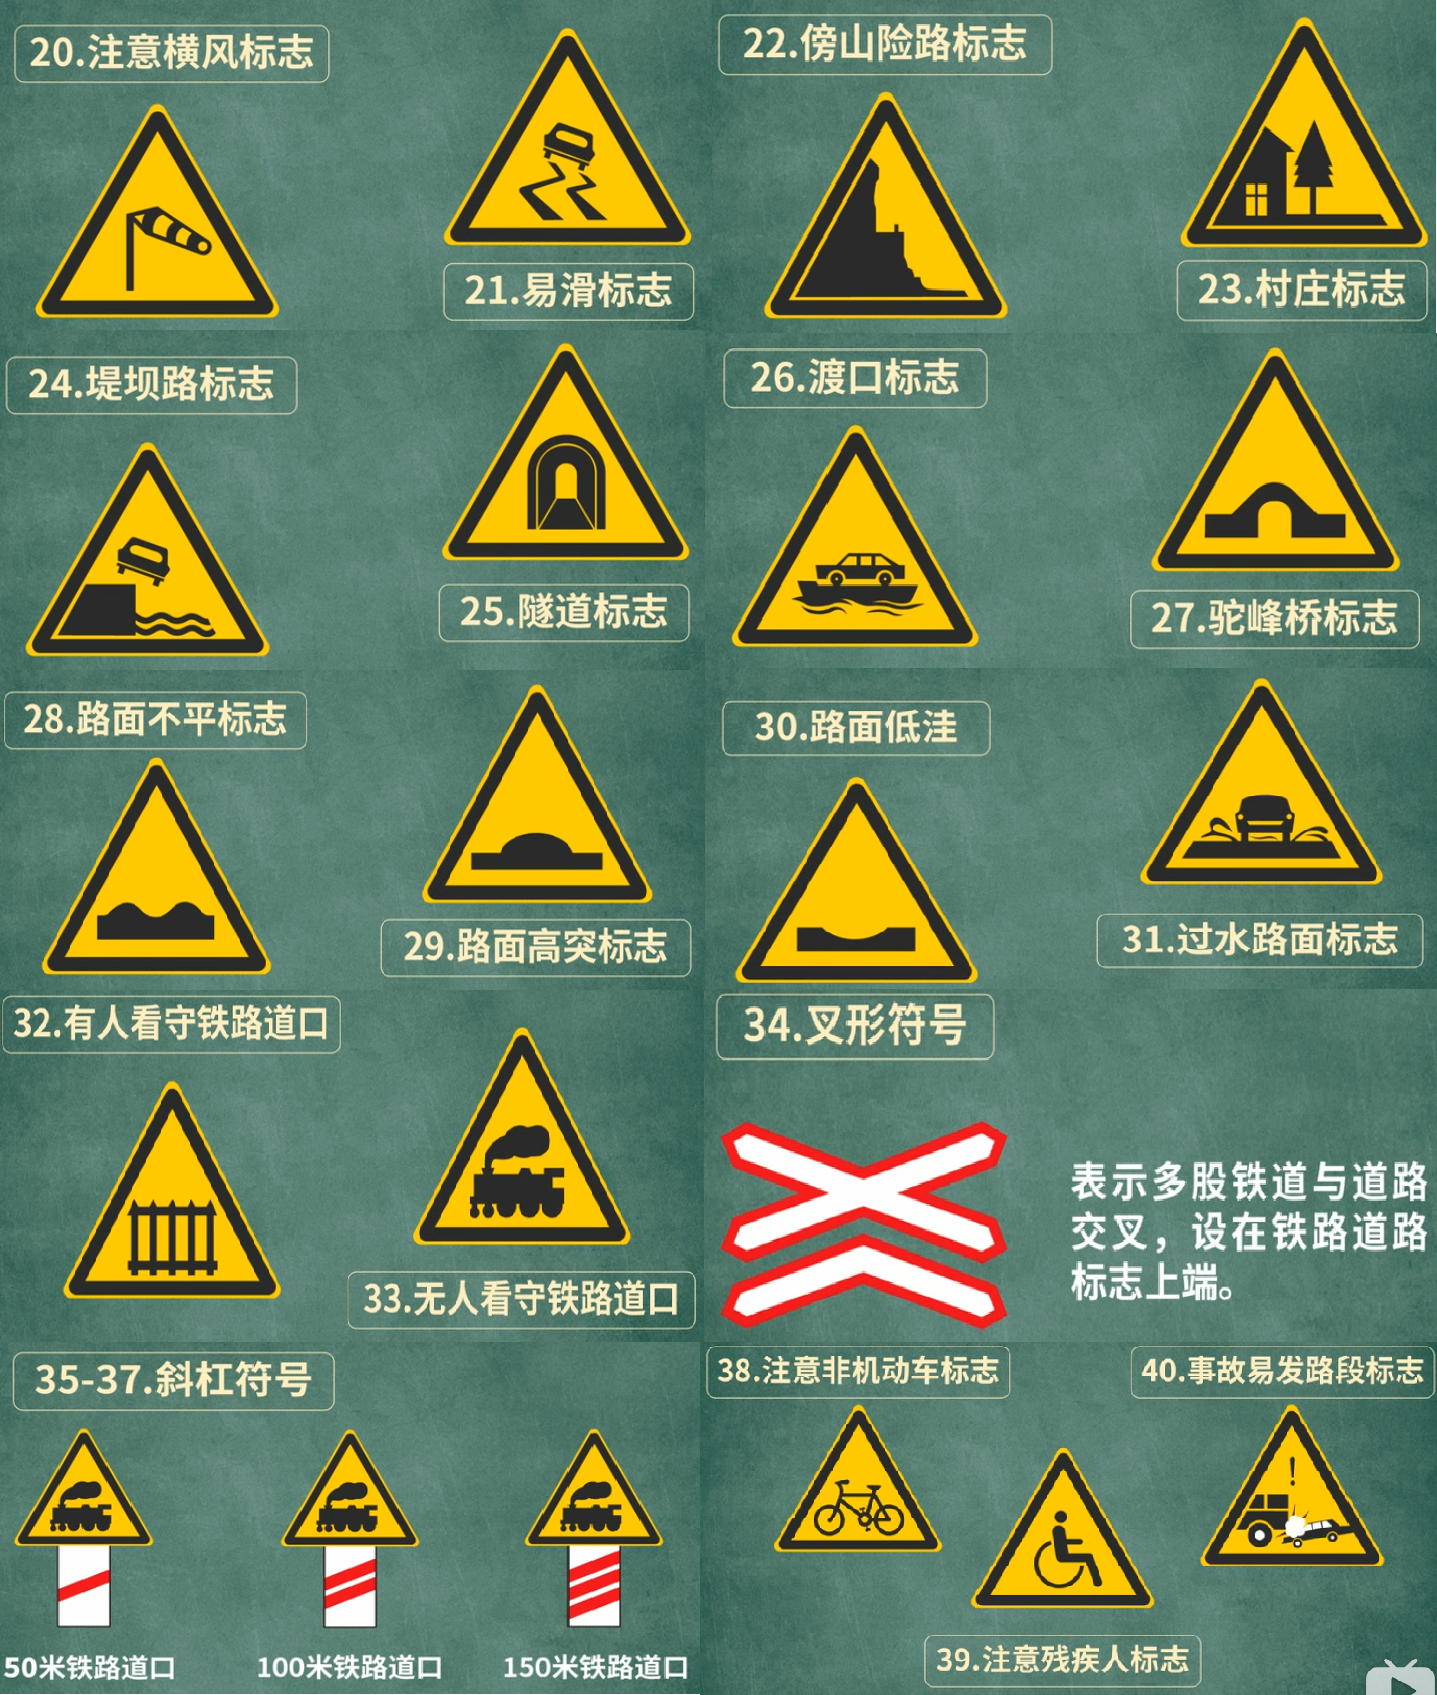 20.注意横风标志
21.易滑标志
22.傍山险路标志
23.村庄标志
24.堤坝路标志
25.隧道标志
26.渡口标志
27.驼峰桥标志
28.路面不平标志
29.路面高突标志
30.路面低洼
31.过水路面标志
32.有人看守铁路道口
33.无人看守铁路道口
34.叉形符号
表示多股铁道与道路
交叉，设在铁路道路
标志上端。
35-37.斜杠符号
50米铁路道口
100米铁路道口
150米铁路道口
38.注意非机动车标志
40.事故易发路段标志
!
39.注意残疾人标志